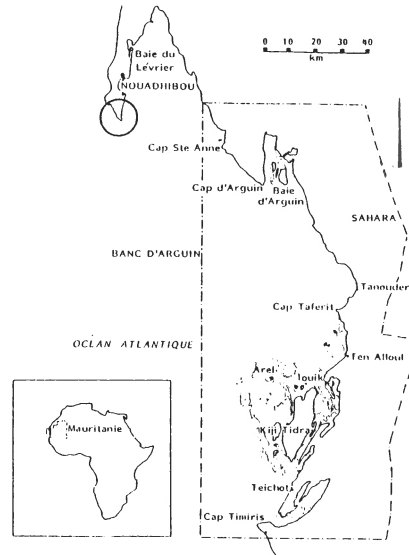 Baie du
Lévrier
NOUADHIBOU
0 10 20 30 40
km
Cap Ste Anne
Cap d'Arguin
Baie
d'Arguin
SAHARA
BANC D'ARGUIN
Tanouder
Cap Taferit
OCÉAN ATLANTIQUE
Ten Alloul
Arel
Iouik
Mauritanie
Kiji
Tidra
Teichot
Cap Timiris